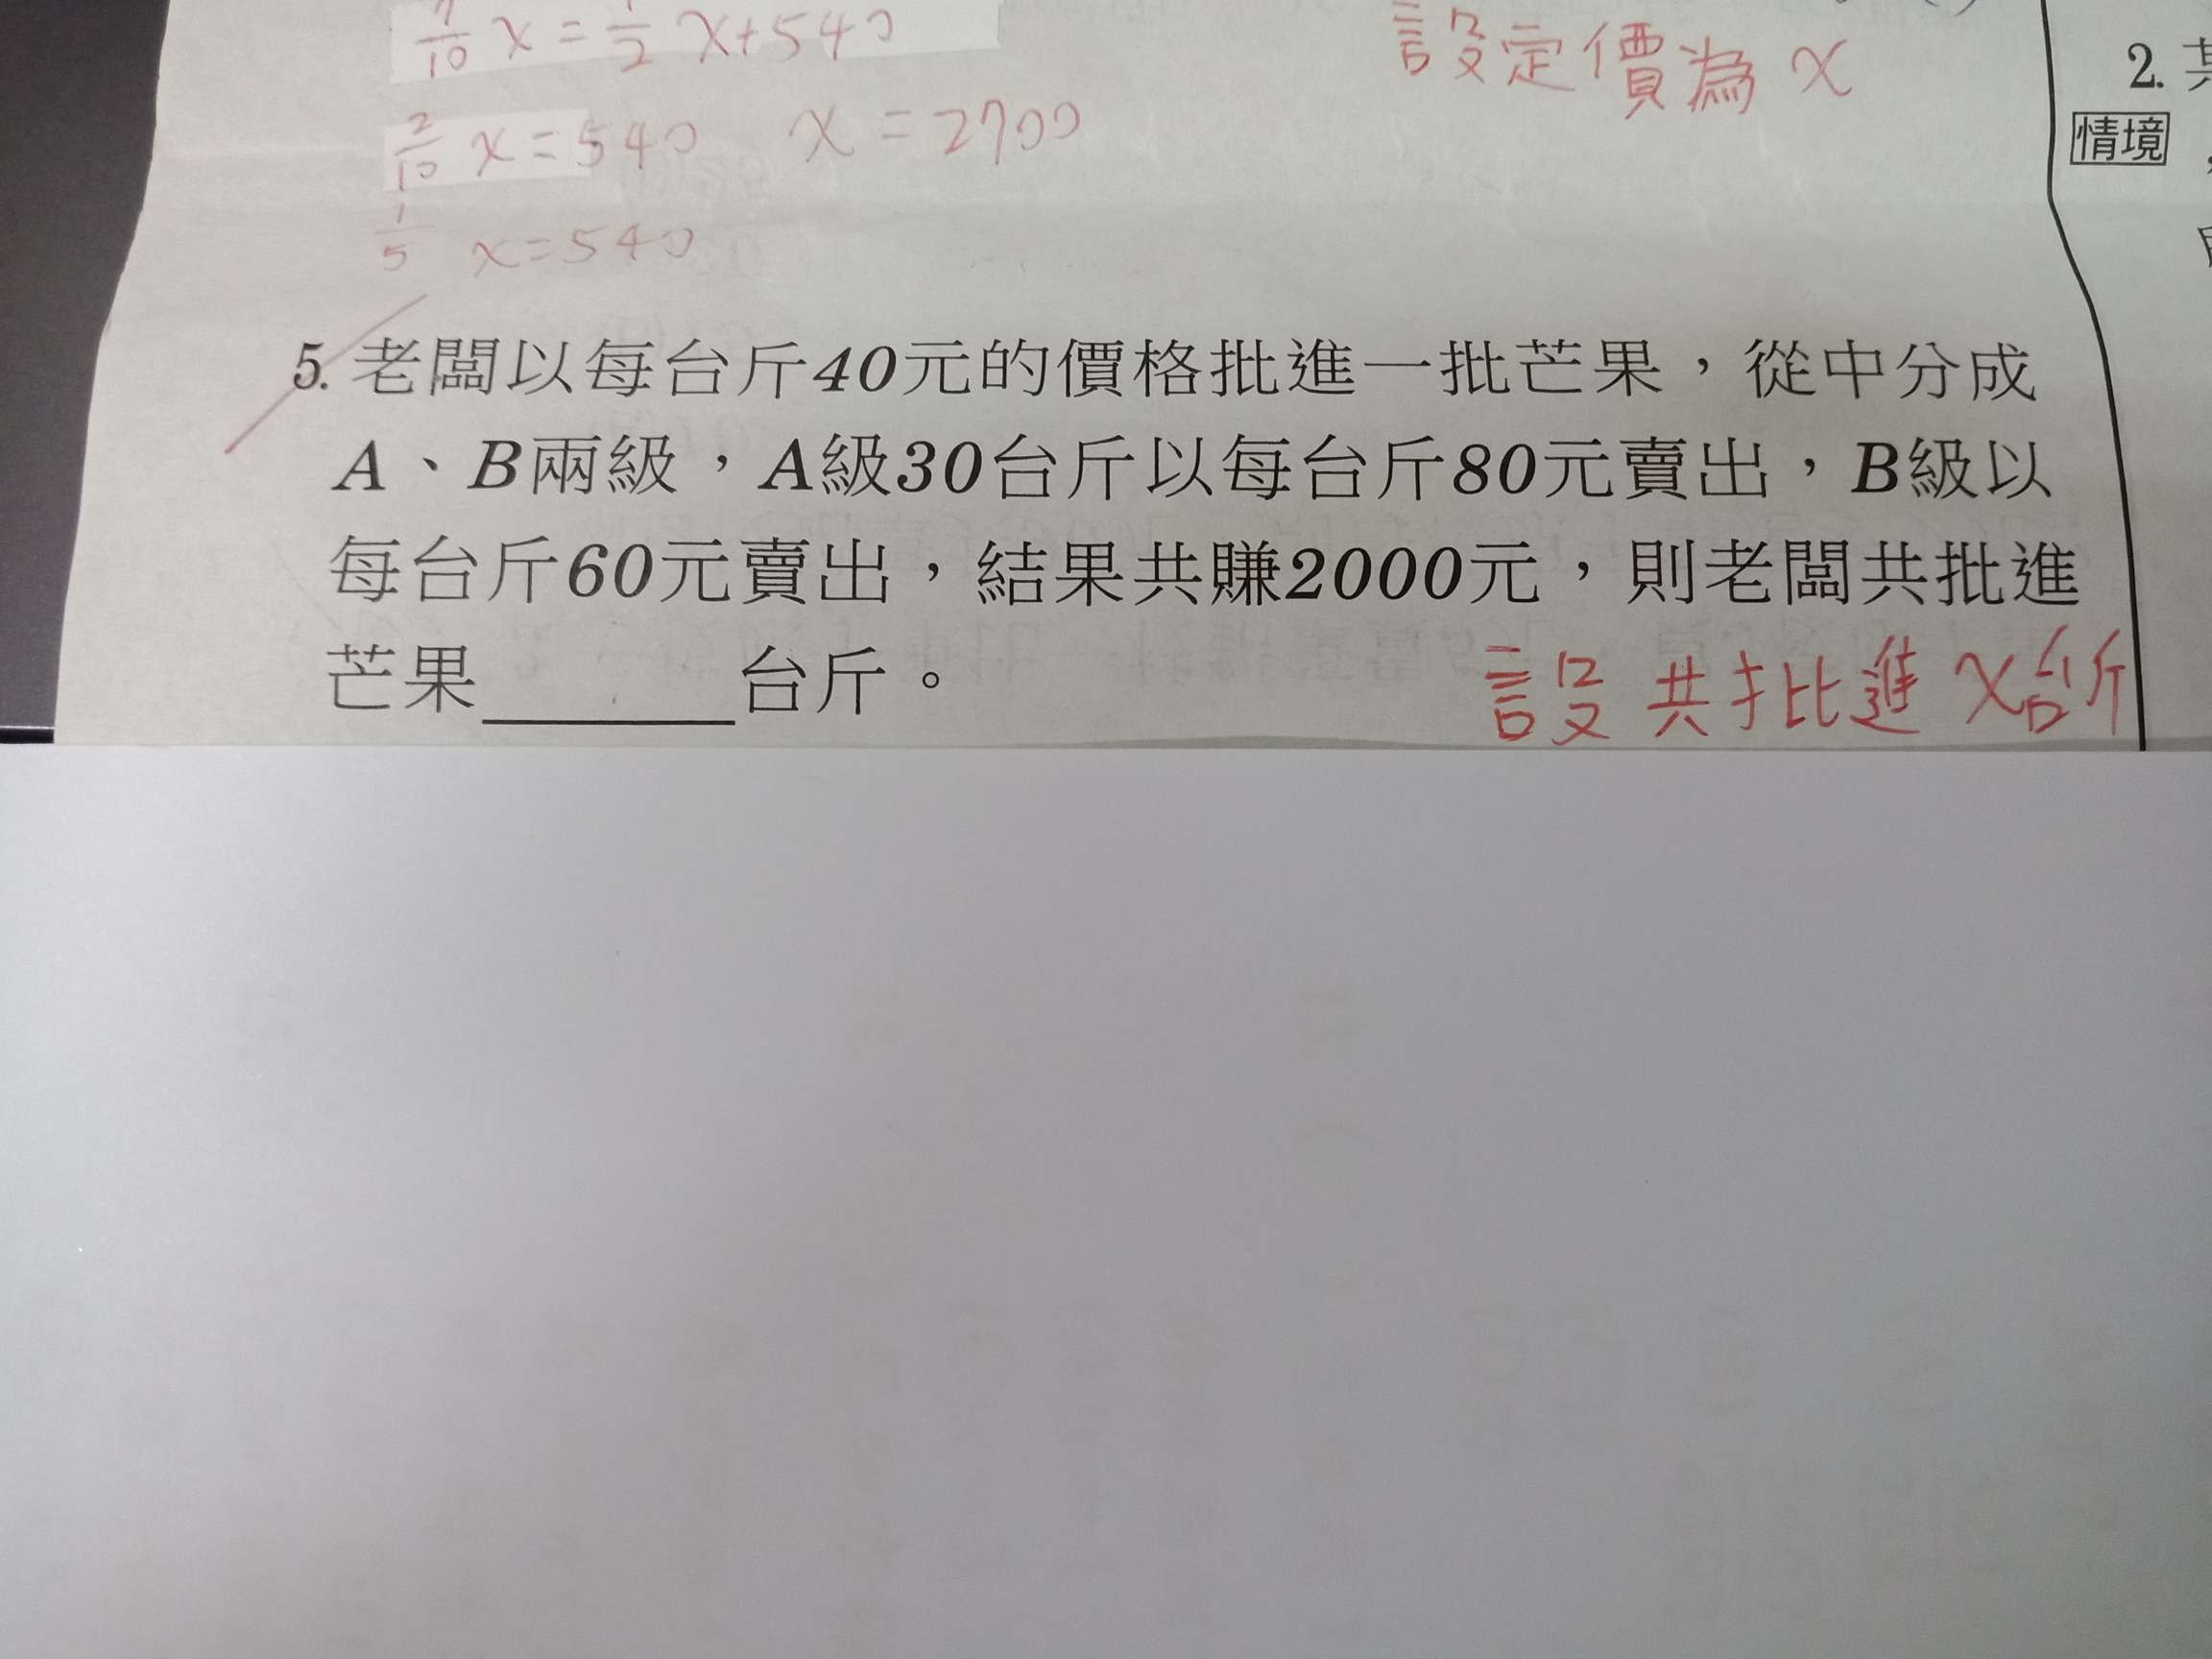 7/10 x = 1/2 x + 540
設定價為 x
2/10 x = 540 x = 2700
1/5 x = 540
5. 老闆以每台斤40元的價格批進一批芒果，從中分成
A、B兩級，A級30台斤以每台斤80元賣出，B級以
每台斤60元賣出，結果共賺2000元，則老闆共批進
芒果______台斤。
設共批進x台斤
2.
情境